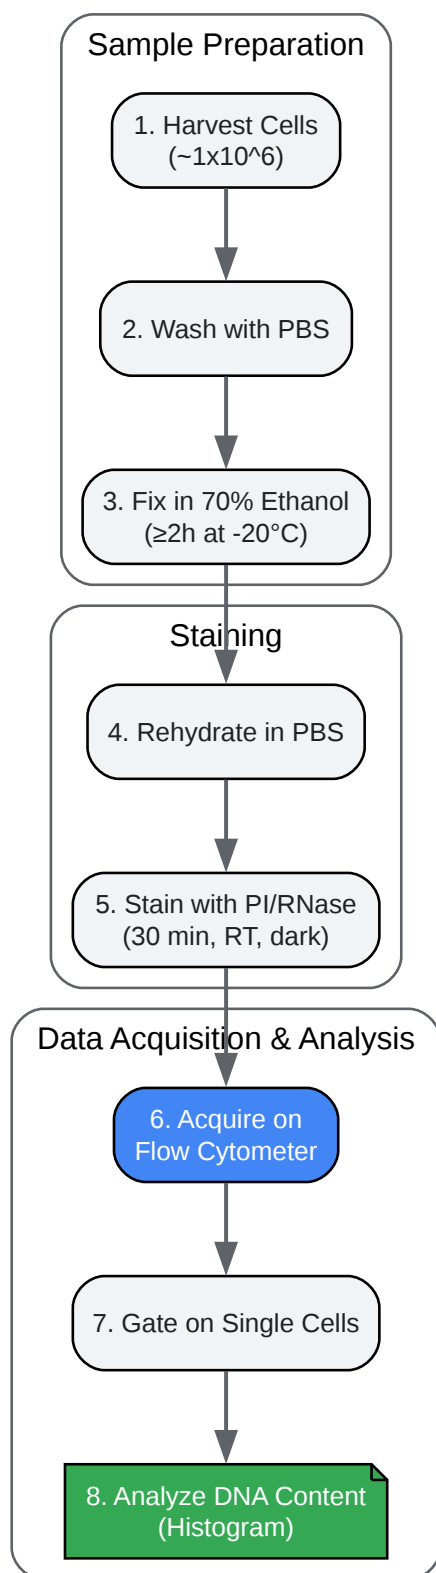 Sample Preparation
1. Harvest Cells
(~1x10^6)
2. Wash with PBS
3. Fix in 70% Ethanol
(≥2h at -20°C)
Staining
4. Rehydrate in PBS
5. Stain with PI/RNase
(30 min, RT, dark)
Data Acquisition & Analysis
6. Acquire on
Flow Cytometer
7. Gate on Single Cells
8. Analyze DNA Content
(Histogram)